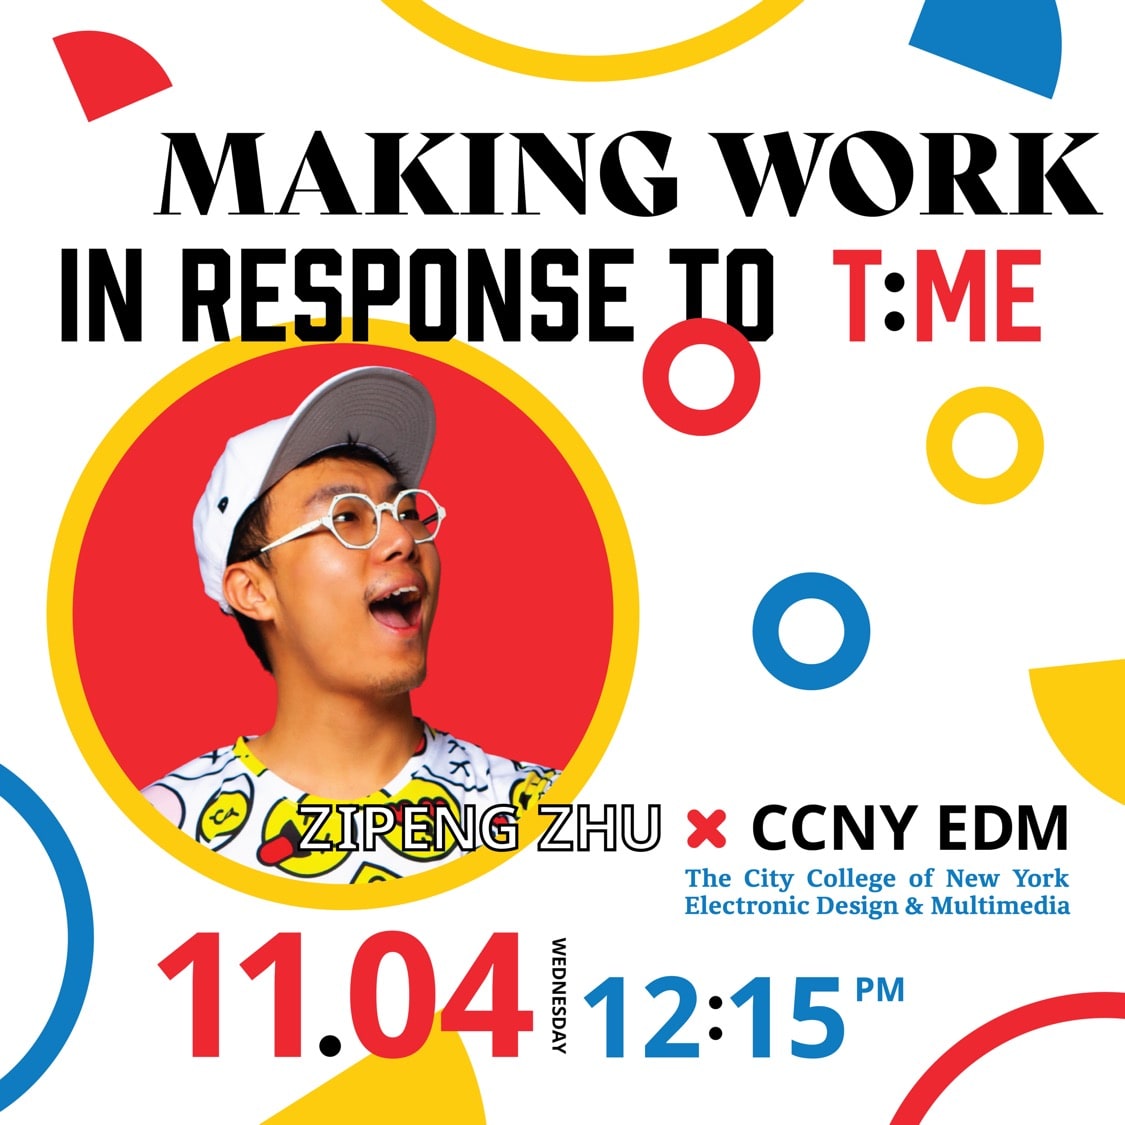 MAKING WORK
IN RESPONSE TO T:ME
ZIPENG ZHU × CCNY EDM
The City College of New York
Electronic Design & Multimedia
11.04 WEDNESDAY 12:15 PM